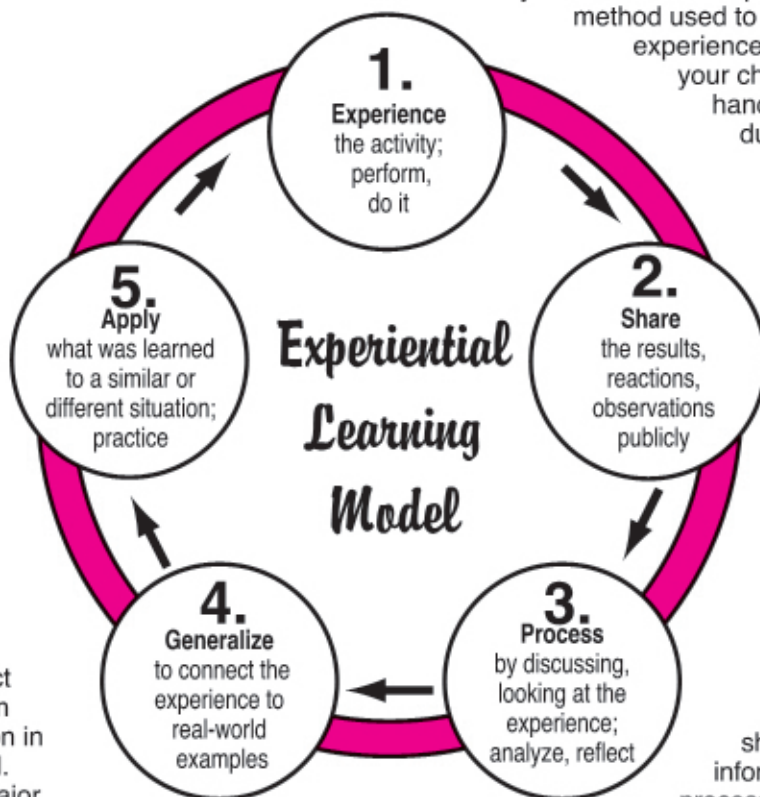 method used to
experience
your ch
hand
du
1.
Experience
the activity;
perform,
do it
2.
Share
the results,
reactions,
observations
publicly
3.
Process
by discussing,
looking at the
experience;
analyze, reflect
4.
Generalize
to connect the
experience to
real-world
examples
5.
Apply
what was learned
to a similar or
different situation;
practice
Experiential
Learning
Model
n in
sh
infor